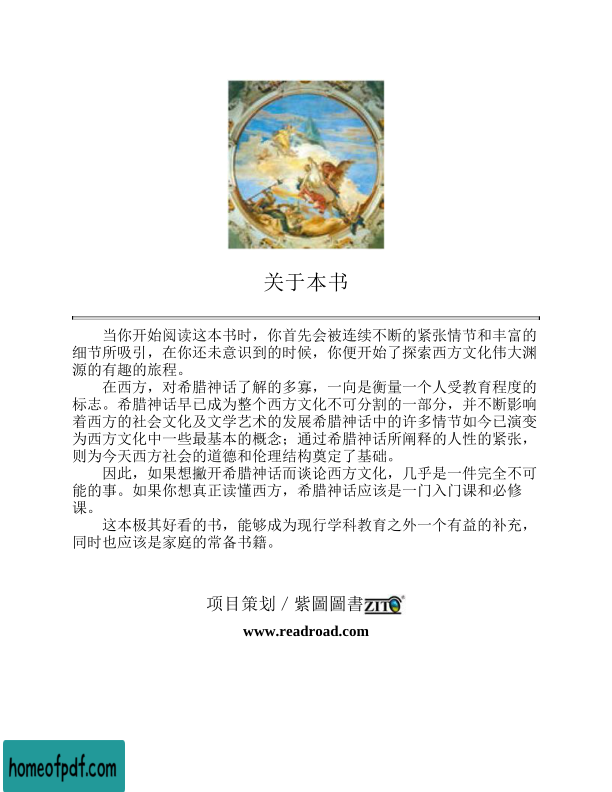 关于本书
当你开始阅读这本书时，你首先会被连续不断的紧张情节和丰富的
细节所吸引，在你还未意识到的时候，你便开始了探索西方文化伟大渊
源的有趣的旅程。
在西方，对希腊神话了解的多寡，一向是衡量一个人受教育程度的
标志。希腊神话早已成为整个西方文化不可分割的一部分，并不断影响
着西方的社会文化及文学艺术的发展希腊神话中的许多情节如今已演变
为西方文化中一些最基本的概念；通过希腊神话所阐释的人性的紧张，
则为今天西方社会的道德和伦理结构奠定了基础。
因此，如果想撇开希腊神话而谈论西方文化，几乎是一件完全不可
能的事。如果你想真正读懂西方，希腊神话应该是一门入门课和必修
课。
这本极其好看的书，能够成为现行学科教育之外一个有益的补充，
同时也应该是家庭的常备书籍。
项目策划／紫圖圖書ZITO®
www.readroad.com
homeofpdf.com